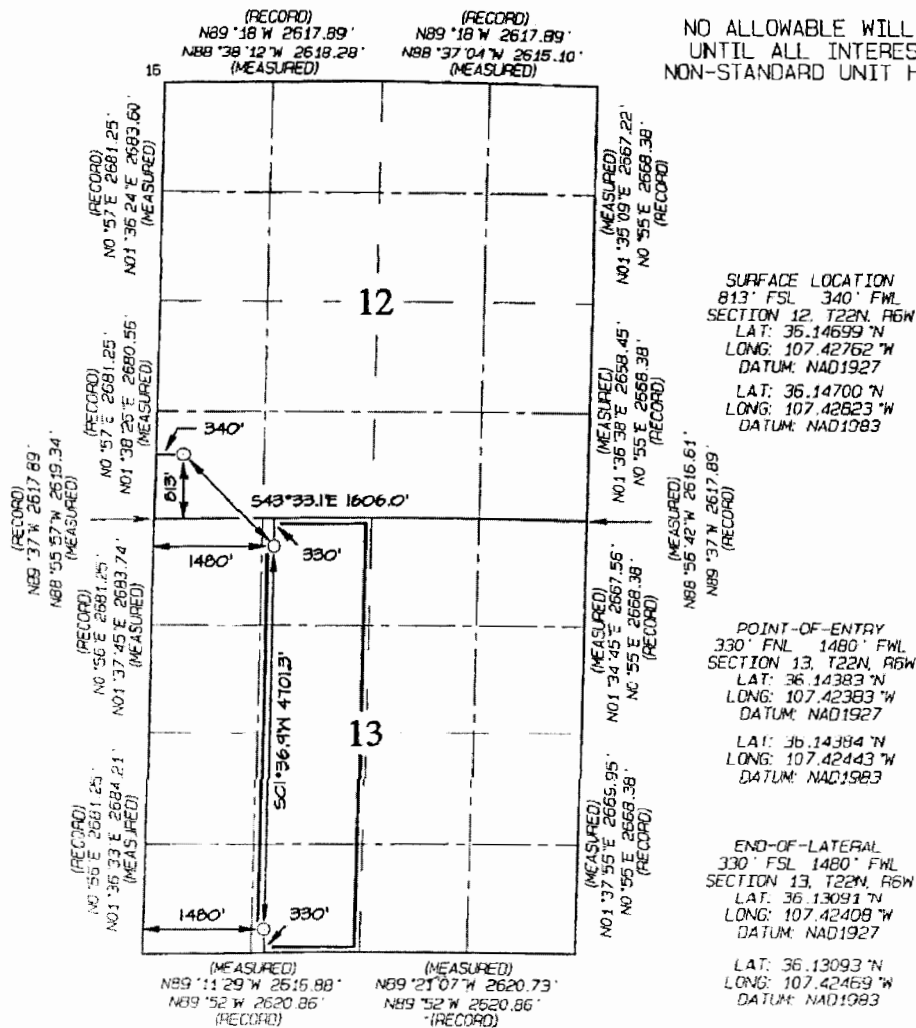 (RECORD)
N89°18'W 2617.89'
N88°38'12"W 2618.28'
(MEASURED)
(RECORD)
N89°18'W 2617.89'
N88°37'04"W 2615.10'
(MEASURED)
NO ALLOWABLE WILL
UNTIL ALL INTERES
NON-STANDARD UNIT H
15
(RECORD)
N0°57'E 2681.25'
N01°36'24"E 2683.60'
(MEASURED)
(MEASURED)
N01°35'09"E 2667.22'
N0°55'E 2668.38'
(RECORD)
12
SURFACE LOCATION
813' FSL 340' FWL
SECTION 12, T22N, R6W
LAT: 36.14699°N
LONG: 107.42762°W
DATUM: NAD1927
LAT: 36.14700°N
LONG: 107.42823°W
DATUM: NAD1983
(RECORD)
N0°57'E 2681.25'
N01°38'26"E 2680.56'
(MEASURED)
(MEASURED)
N01°36'38"E 2658.45'
N0°55'E 2668.38'
(RECORD)
340'
813'
S43°33.1'E 1606.0'
(RECORD)
N89°37'W 2617.89'
N88°55'57"W 2619.34'
(MEASURED)
(MEASURED)
N88°56'42"W 2616.61'
N89°37'W 2617.89'
(RECORD)
1480'
330'
(RECORD)
N0°56'E 2681.25'
N01°37'45"E 2683.74'
(MEASURED)
(MEASURED)
N01°34'45"E 2667.56'
N0°55'E 2668.38'
(RECORD)
POINT-OF-ENTRY
330' FNL 1480' FWL
SECTION 13, T22N, R6W
LAT: 36.14383°N
LONG: 107.42383°W
DATUM: NAD1927
LAT: 36.14384°N
LONG: 107.42443°W
DATUM: NAD1983
S01°36.9'W 4701.3'
13
(RECORD)
N0°56'E 2681.25'
N01°36'33"E 2684.21'
(MEASURED)
(MEASURED)
N01°37'55"E 2669.95'
N0°55'E 2668.38'
(RECORD)
END-OF-LATERAL
330' FSL 1480' FWL
SECTION 13, T22N, R6W
LAT: 36.13091°N
LONG: 107.42408°W
DATUM: NAD1927
LAT: 36.13093°N
LONG: 107.42469°W
DATUM: NAD1983
1480'
330'
(MEASURED)
N89°11'29"W 2615.88'
N89°52'W 2620.86'
(RECORD)
(MEASURED)
N89°21'07"W 2620.73'
N89°52'W 2620.86'
(RECORD)